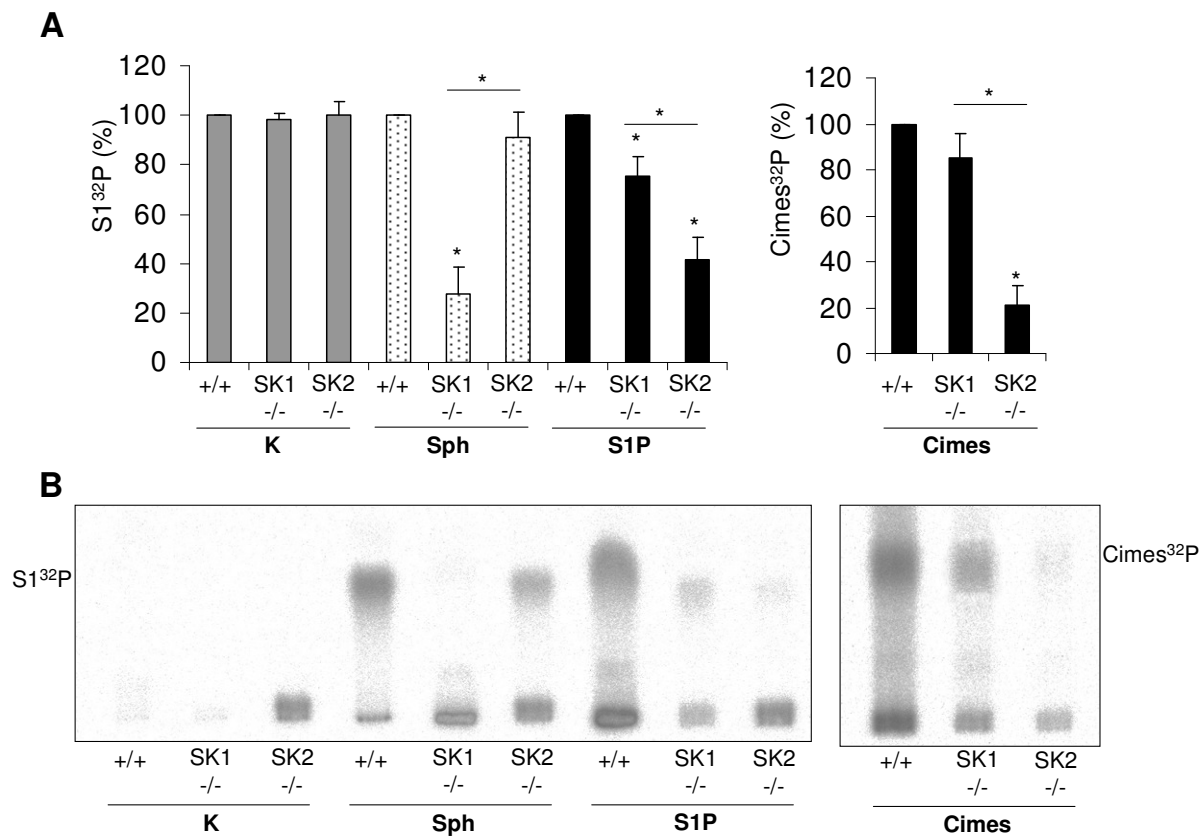 A
120
100
80
60
40
20
0
S1³²P (%)
* * * * *
+/+ SK1 SK2 +/+ SK1 SK2 +/+ SK1 SK2
-/- -/- -/- -/- -/- -/-
K Sph S1P
120
100
80
60
40
20
0
Cimes³²P (%)
* *
+/+ SK1 SK2
-/- -/-
Cimes
B
S1³²P
Cimes³²P
+/+ SK1 SK2 +/+ SK1 SK2 +/+ SK1 SK2
-/- -/- -/- -/- -/- -/-
K Sph S1P
+/+ SK1 SK2
-/- -/-
Cimes